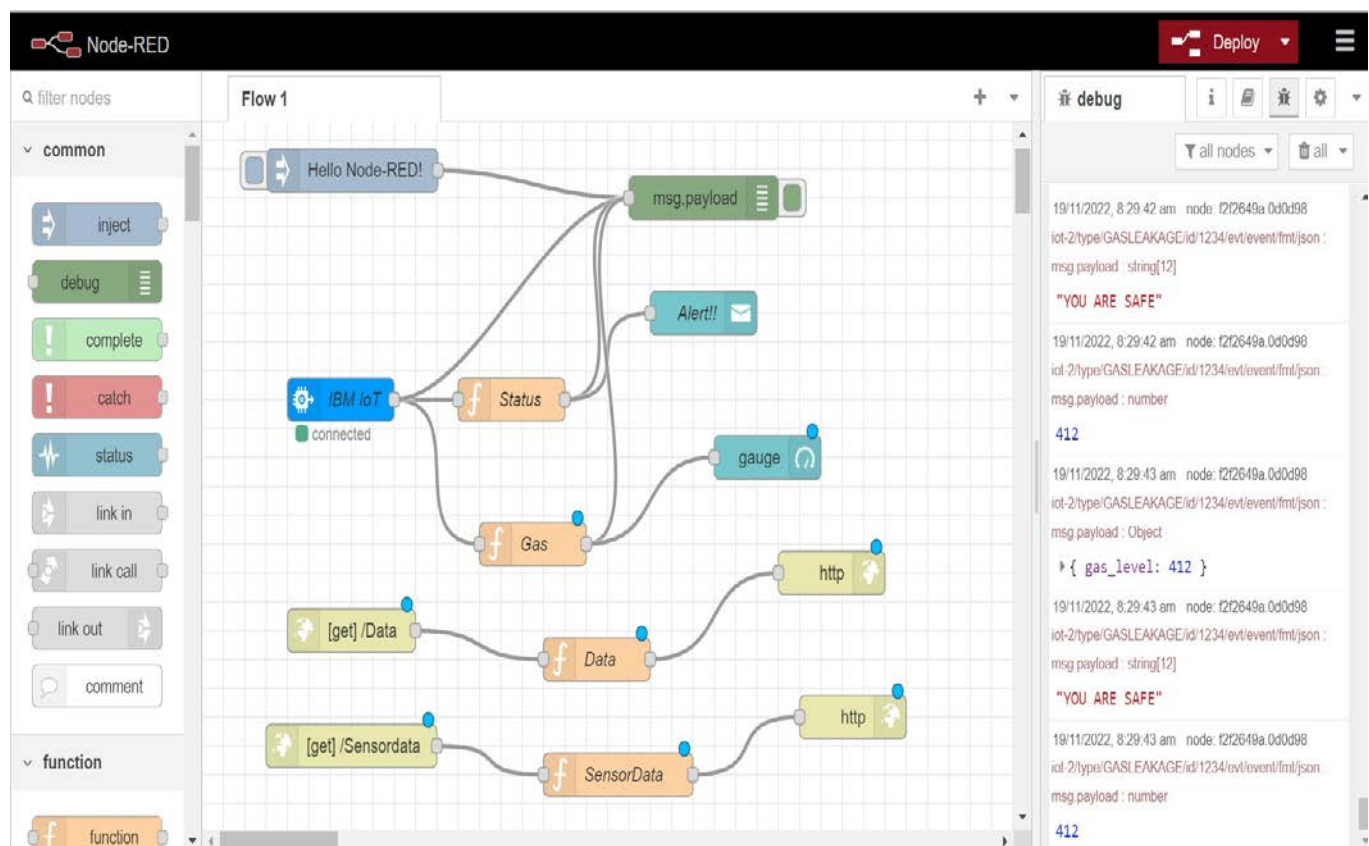 Node-RED
Deploy
filter nodes
Flow 1
debug
i
all nodes
all
common
inject
debug
complete
catch
status
link in
link call
link out
comment
function
function
Hello Node-RED!
msg.payload
Alert!!
IBM IoT
connected
Status
gauge
Gas
http
[get] /Data
Data
http
[get] /Sensordata
SensorData
19/11/2022, 8:29:42 am node: f2f2649a.0d0d98
iot-2/type/GASLEAKAGE/id/1234/evt/event/fmt/json :
msg.payload : string[12]
"YOU ARE SAFE"
19/11/2022, 8:29:42 am node: f2f2649a.0d0d98
iot-2/type/GASLEAKAGE/id/1234/evt/event/fmt/json :
msg.payload : number
412
19/11/2022, 8:29:43 am node: f2f2649a.0d0d98
iot-2/type/GASLEAKAGE/id/1234/evt/event/fmt/json :
msg.payload : Object
{ gas_level: 412 }
19/11/2022, 8:29:43 am node: f2f2649a.0d0d98
iot-2/type/GASLEAKAGE/id/1234/evt/event/fmt/json :
msg.payload : string[12]
"YOU ARE SAFE"
19/11/2022, 8:29:43 am node: f2f2649a.0d0d98
iot-2/type/GASLEAKAGE/id/1234/evt/event/fmt/json :
msg.payload : number
412